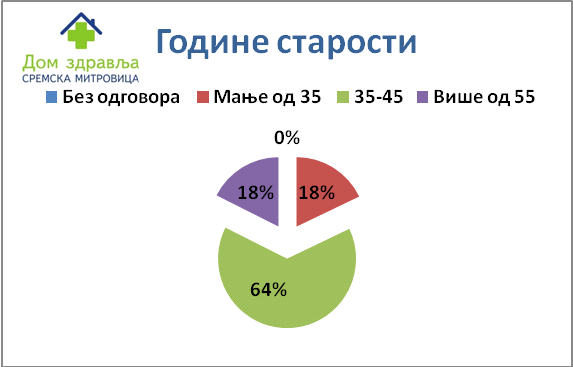 Године старости
Дом здравља
СРЕМСКА МИТРОВИЦА
Без одговора Мање од 35 35-45 Више од 55
0%
18% 18%
64%